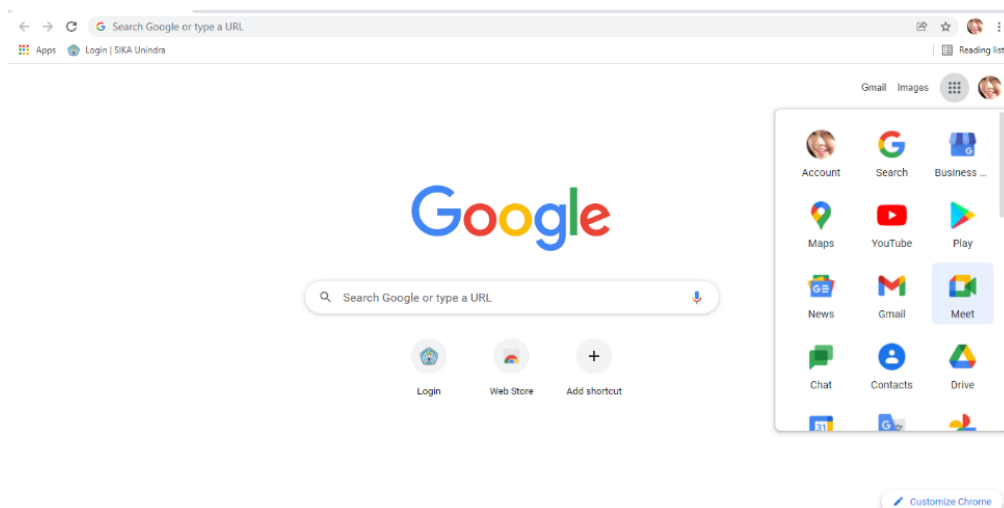 Search Google or type a URL
Apps Login | SIKA Unindra Reading list
Gmail Images
Account Search Business ...
Google
Maps YouTube Play
Search Google or type a URL
News Gmail Meet
Chat Contacts Drive
Login Web Store Add shortcut
31
Customize Chrome